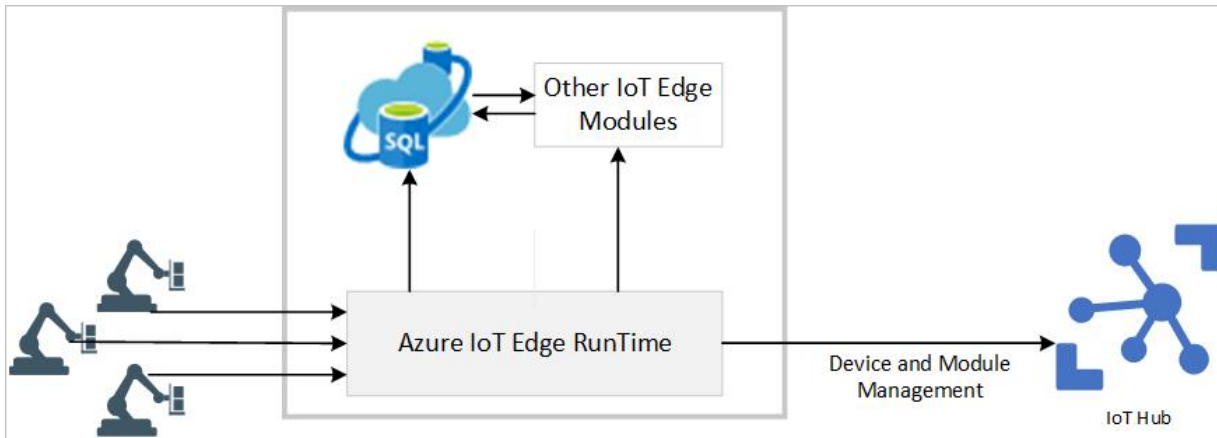 Other IoT Edge
Modules
SQL
Azure IoT Edge RunTime
Device and Module
Management
IoT Hub